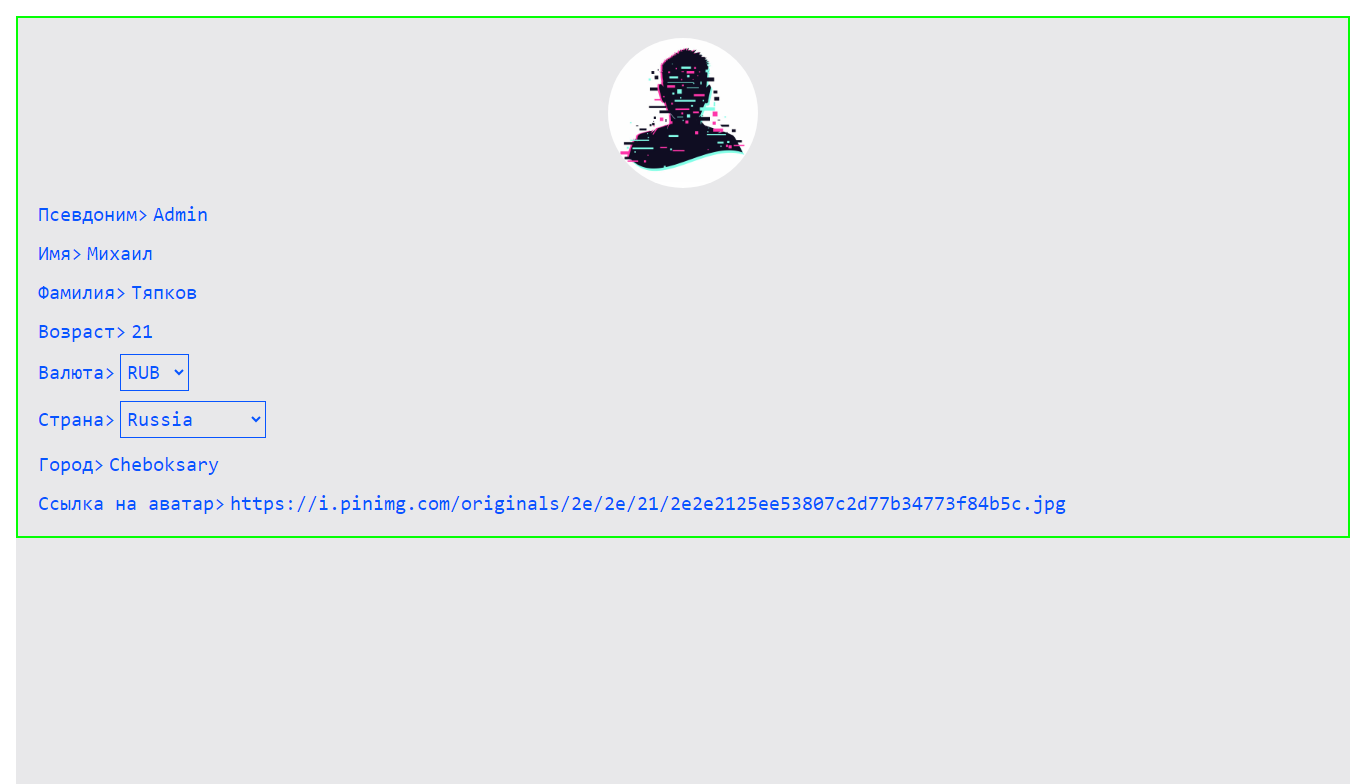 Псевдоним> Admin
Имя> Михаил
Фамилия> Тяпков
Возраст> 21
Валюта> RUB
Страна> Russia
Город> Cheboksary
Ссылка на аватар> https://i.pinimg.com/originals/2e/2e/21/2e2e2125ee53807c2d77b34773f84b5c.jpg